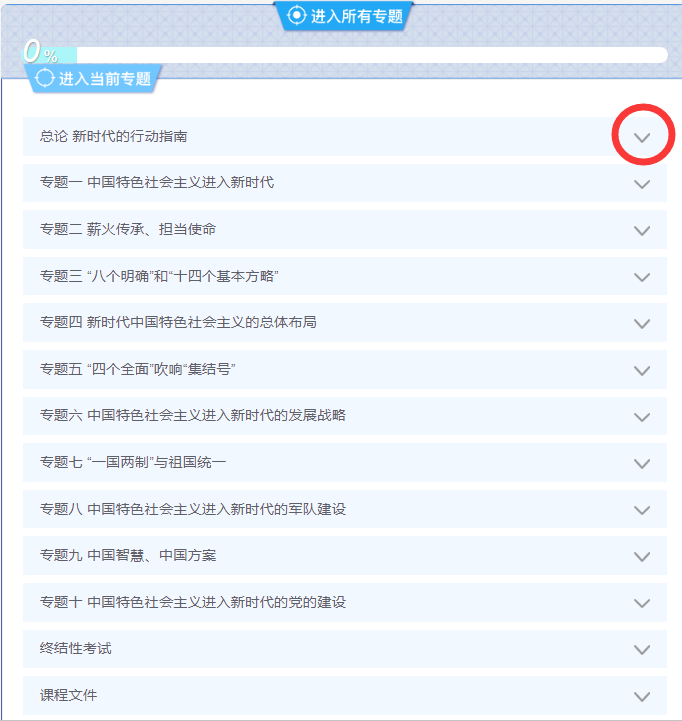 进入所有专题
0 %
进入当前专题
总论 新时代的行动指南
专题一 中国特色社会主义进入新时代
专题二 薪火传承、担当使命
专题三 “八个明确”和“十四个基本方略”
专题四 新时代中国特色社会主义的总体布局
专题五 “四个全面”吹响“集结号”
专题六 中国特色社会主义进入新时代的发展战略
专题七 “一国两制”与祖国统一
专题八 中国特色社会主义进入新时代的军队建设
专题九 中国智慧、中国方案
专题十 中国特色社会主义进入新时代的党的建设
终结性考试
课程文件